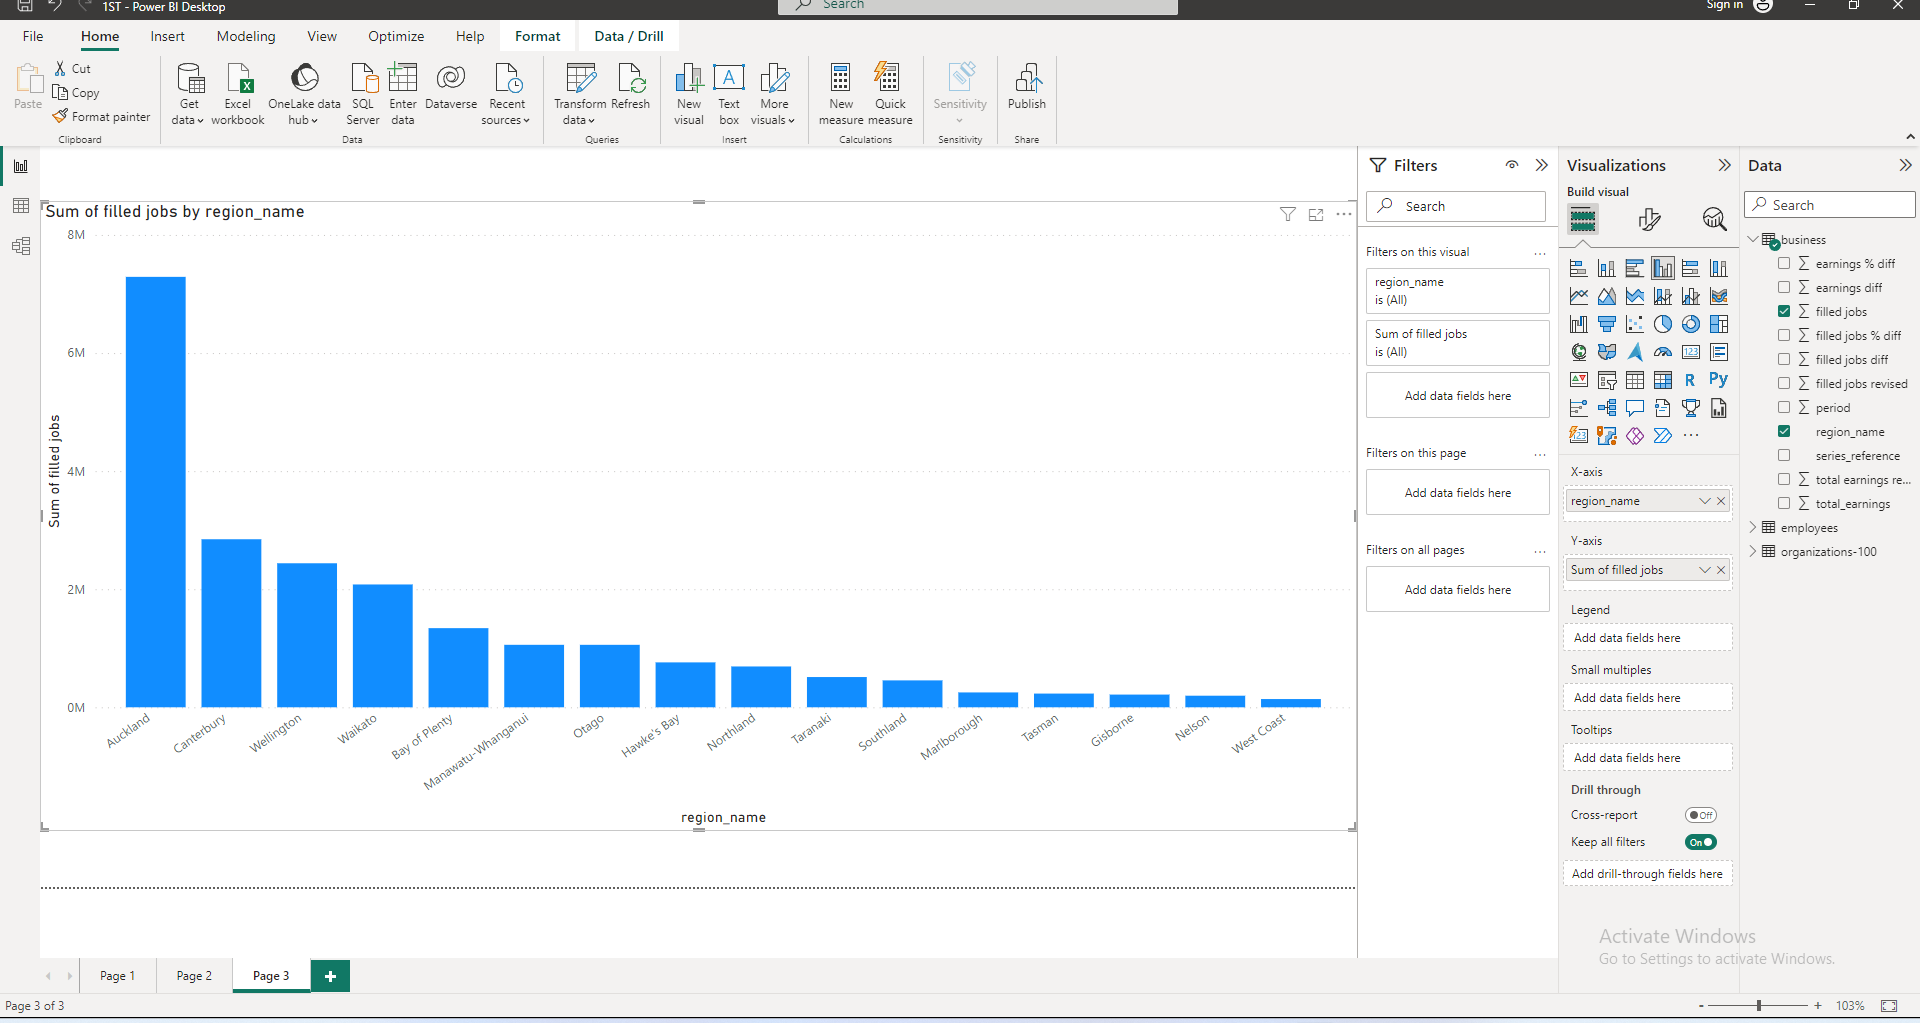 1ST - Power BI Desktop
Search
Sign in
File
Home
Insert
Modeling
View
Optimize
Help
Format
Data / Drill
Paste
Cut
Copy
Format painter
Clipboard
Get data
Excel workbook
OneLake data hub
SQL Server
Enter data
Dataverse
Recent sources
Data
Transform data
Refresh
Queries
New visual
A
Text box
More visuals
Insert
New measure
Quick measure
Calculations
Sensitivity
Sensitivity
Publish
Share
Sum of filled jobs by region_name
8M
6M
4M
2M
0M
Sum of filled jobs
Auckland
Canterbury
Wellington
Waikato
Bay of Plenty
Manawatu-Whanganui
Otago
Hawke's Bay
Northland
Taranaki
Southland
Marlborough
Tasman
Gisborne
Nelson
West Coast
region_name
Filters
Search
Filters on this visual
region_name
is (All)
Sum of filled jobs
is (All)
Add data fields here
Filters on this page
Add data fields here
Filters on all pages
Add data fields here
Visualizations
Build visual
123
R
Py
123
X-axis
region_name
Y-axis
Sum of filled jobs
Legend
Add data fields here
Small multiples
Add data fields here
Tooltips
Add data fields here
Drill through
Cross-report
Off
Keep all filters
On
Add drill-through fields here
Data
Search
business
earnings % diff
earnings diff
filled jobs
filled jobs % diff
filled jobs diff
filled jobs revised
period
region_name
series_reference
total earnings re...
total_earnings
employees
organizations-100
Activate Windows
Go to Settings to activate Windows.
Page 1
Page 2
Page 3
Page 3 of 3
- + 103%